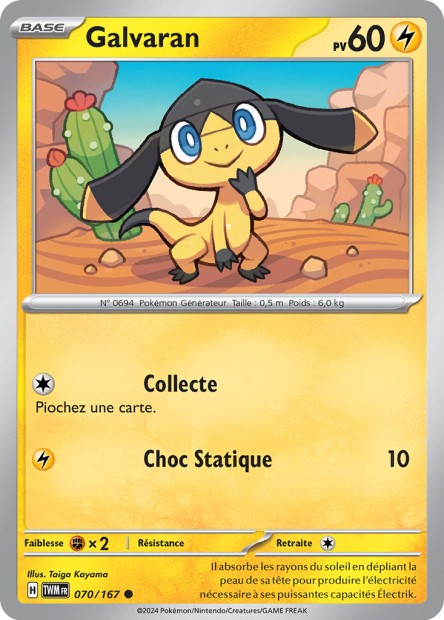 BASE
Galvaran
PV 60
N° 0694 Pokémon Générateur Taille : 0,5 m Poids : 6,0 kg
Collecte
Piochez une carte.
Choc Statique 10
Faiblesse ×2 Résistance Retraite
Illus. Taiga Kayama
H TWM FR 070/167
Il absorbe les rayons du soleil en dépliant la
peau de sa tête pour produire l'électricité
nécessaire à ses puissantes capacités Électrik.
©2024 Pokémon/Nintendo/Creatures/GAME FREAK